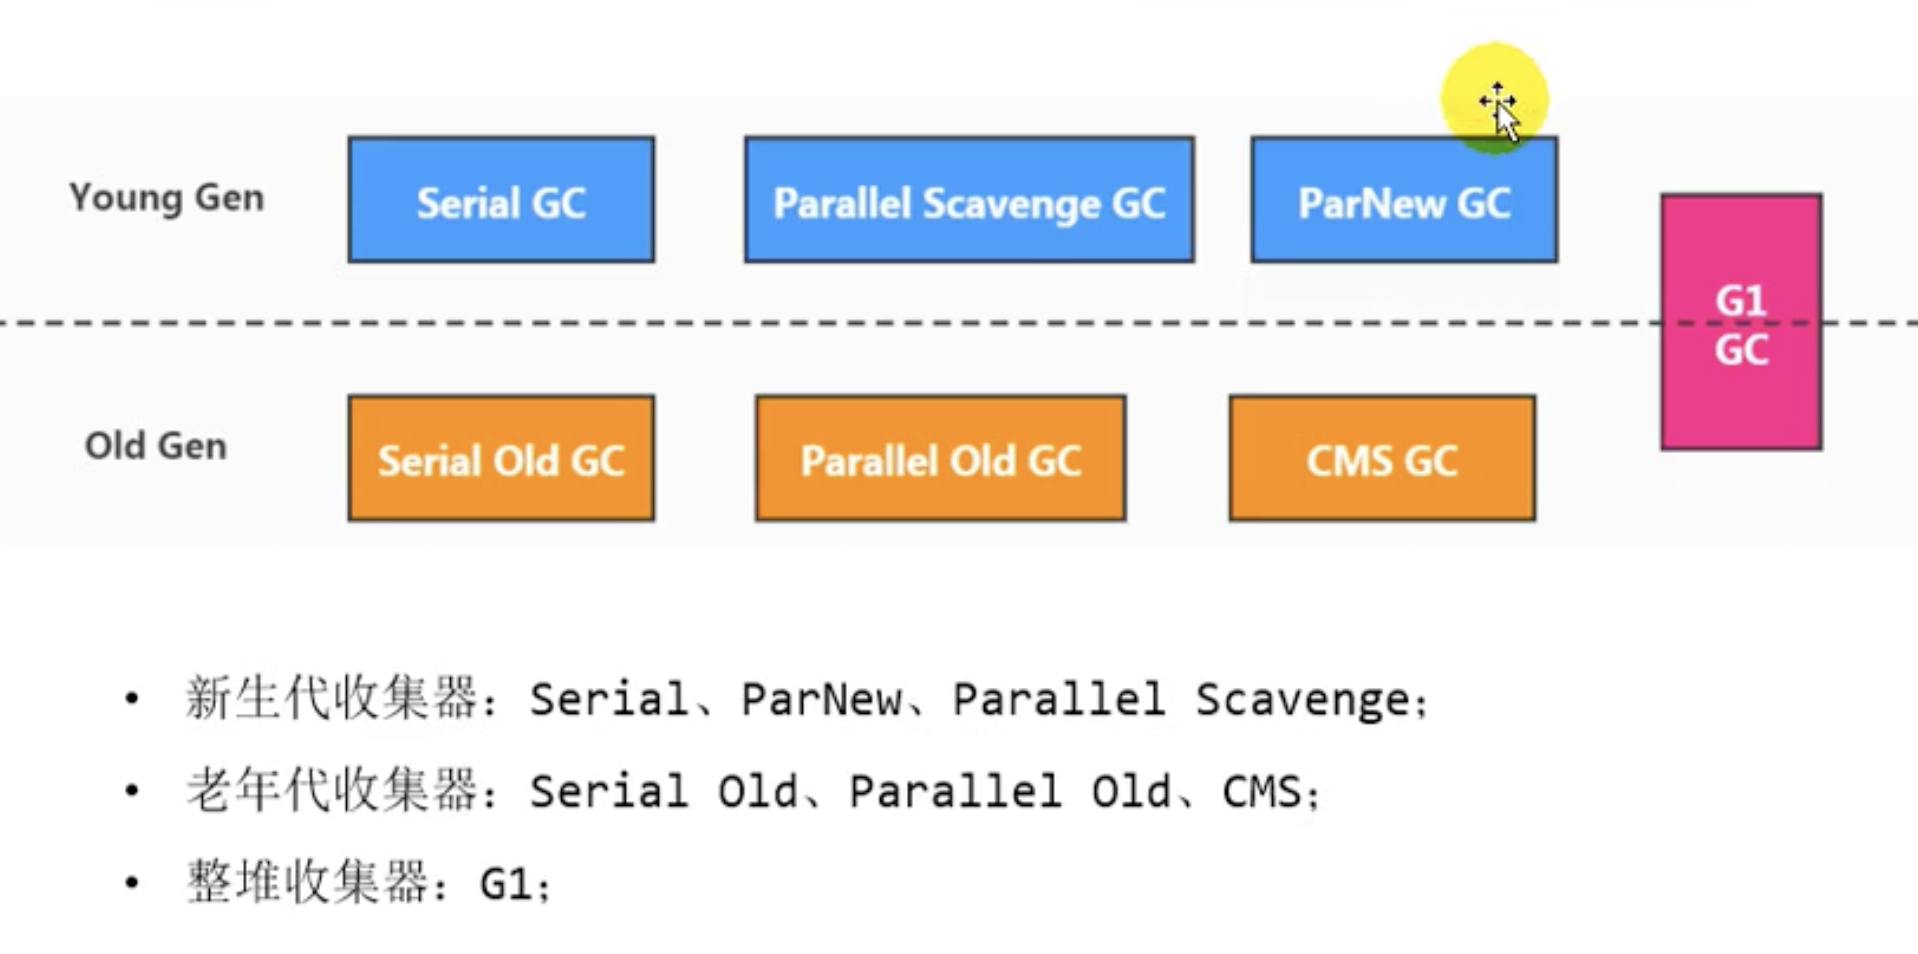 Young Gen
Serial GC
Parallel Scavenge GC
ParNew GC
G1
GC
Old Gen
Serial Old GC
Parallel Old GC
CMS GC
• 新生代收集器：Serial、ParNew、Parallel Scavenge；
• 老年代收集器：Serial Old、Parallel Old、CMS；
• 整堆收集器：G1；